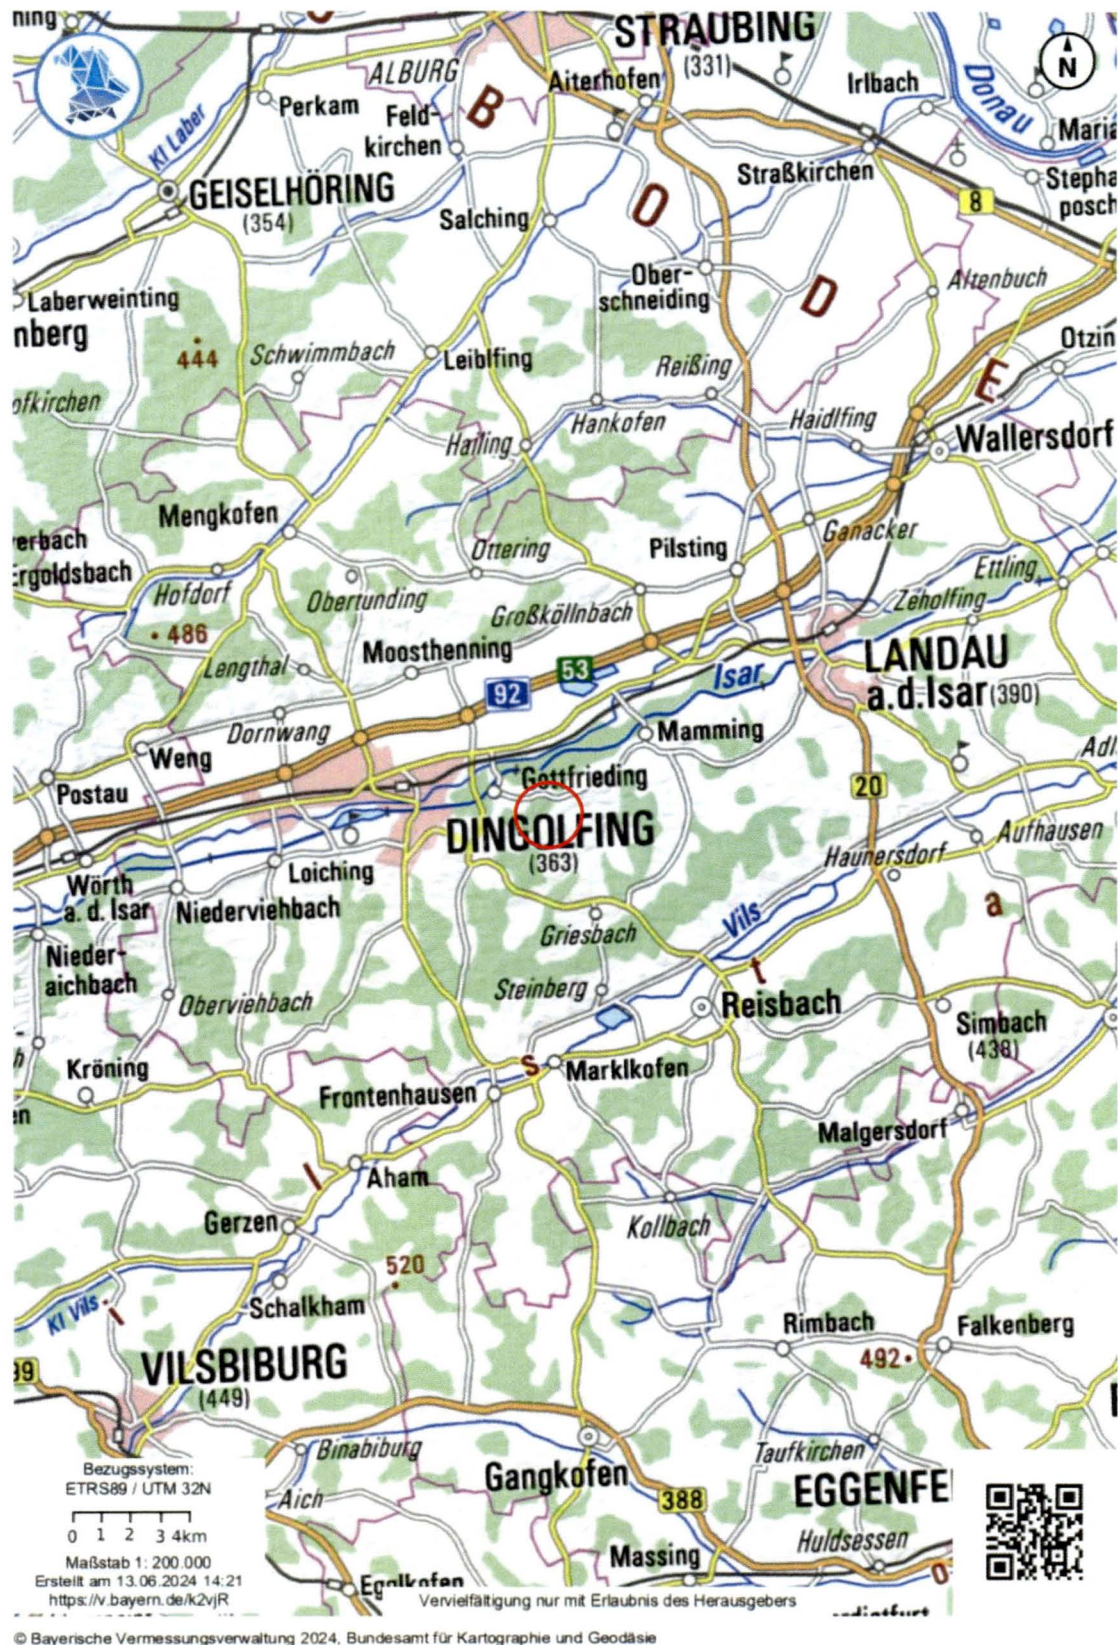 STRAUBING
(331)
N
ALBURG
Aiterhofen
Irlbach
Donau
Perkam
Feld-
kirchen
B
Kl Laber
Straßkirchen
GEISELHÖRING
(354)
8
Salching
O
Ober-
schneiding
D
Altenbuch
Laberweinting
nberg
444
Schwimmbach
Leiblfing
Reißing
E
Otzin
ofkirchen
Hankofen
Haidlfing
Hailing
Wallersdorf
Mengkofen
Ottering
Pilsting
Ganacker
erbach
Ergoldsbach
Hofdorf
Obertunding
Großköllnbach
Ettling
Zeholfing
486
Lengthal
Moosthenning
53
92
Isar
LANDAU
a.d.Isar (390)
Dornwang
Weng
Mamming
Postau
Gottfrieding
20
DINGOLFING
(363)
Aufhausen
Haunersdorf
Wörth
a. d. Isar
Loiching
Niederviehbach
Vils
a
Nieder-
aichbach
Griesbach
t
Oberviehbach
Steinberg
Reisbach
Simbach
(438)
Kröning
s
Marklkofen
Frontenhausen
Malgersdorf
l
Aham
Gerzen
Kollbach
520
Kl Vils
i
Schalkham
Rimbach
Falkenberg
492
VILSBIBURG
(449)
Binabiburg
Taufkirchen
Gangkofen
388
EGGENFE
Aich
Huldsessen
Massing
Egglkofen
Bezugssystem:
ETRS89 / UTM 32N
0 1 2 3 4km
Maßstab 1: 200.000
Erstellt am 13.06.2024 14:21
https://v.bayern.de/k2vjR
Vervielfältigung nur mit Erlaubnis des Herausgebers
© Bayerische Vermessungsverwaltung 2024, Bundesamt für Kartographie und Geodäsie